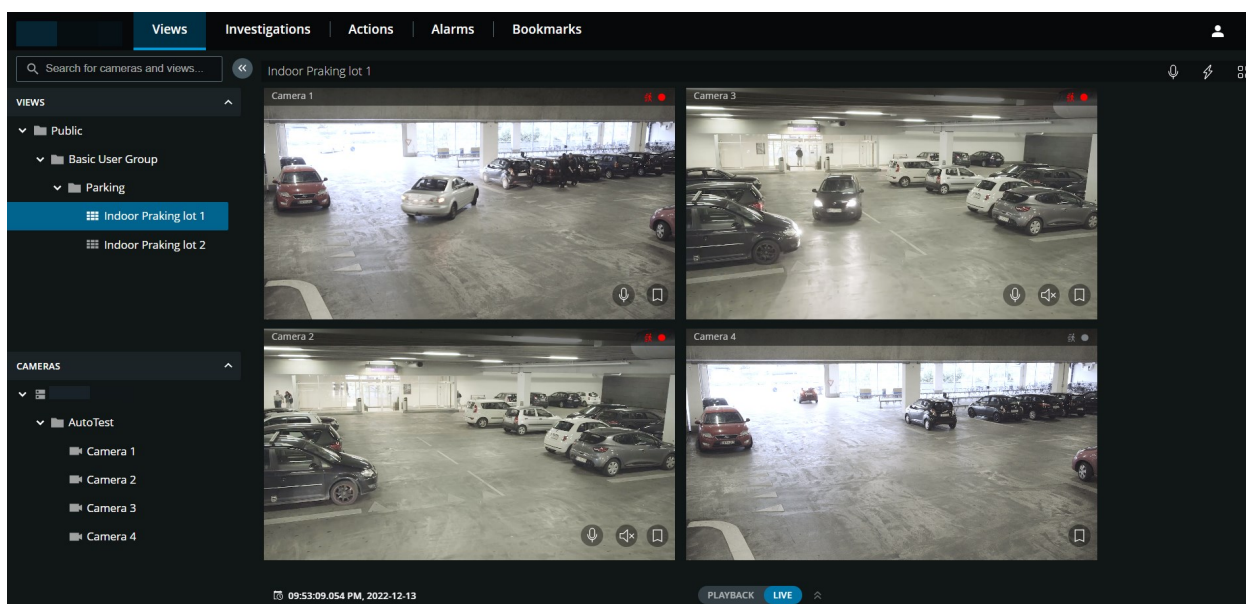 Views Investigations Actions Alarms Bookmarks
Search for cameras and views...
Indoor Praking lot 1
VIEWS
Public
Basic User Group
Parking
Indoor Praking lot 1
Indoor Praking lot 2
CAMERAS
AutoTest
Camera 1
Camera 2
Camera 3
Camera 4
Camera 1
Camera 3
Camera 2
Camera 4
09:53:09.054 PM, 2022-12-13
PLAYBACK LIVE